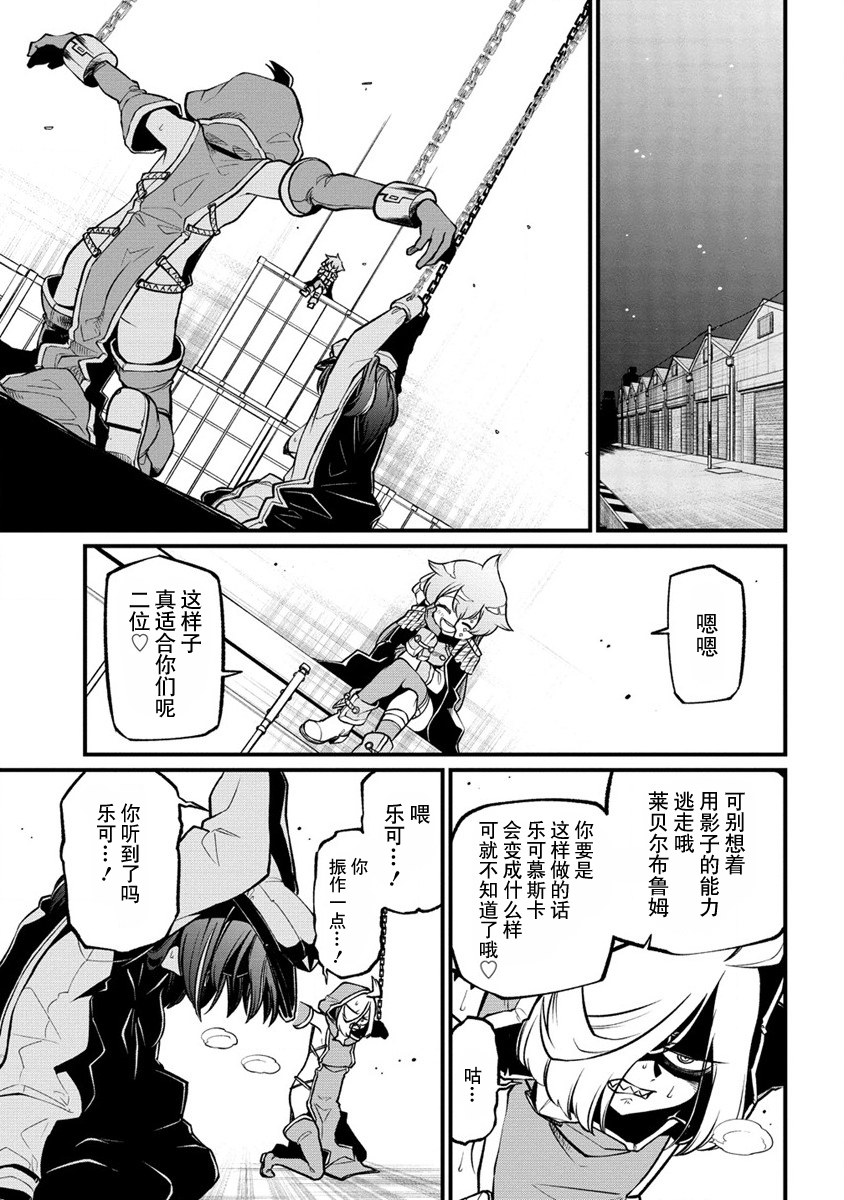 嗯嗯
这样子
真适合你们呢
二位♡
可别想着
用影子的能力
逃走哦
莱贝尔布鲁姆
你要是
这样做的话
乐可慕斯卡
会变成什么样
可就不知道了哦♡
咕…
喂
乐可…!
你
振作一点…!
你听到了吗
乐可…!